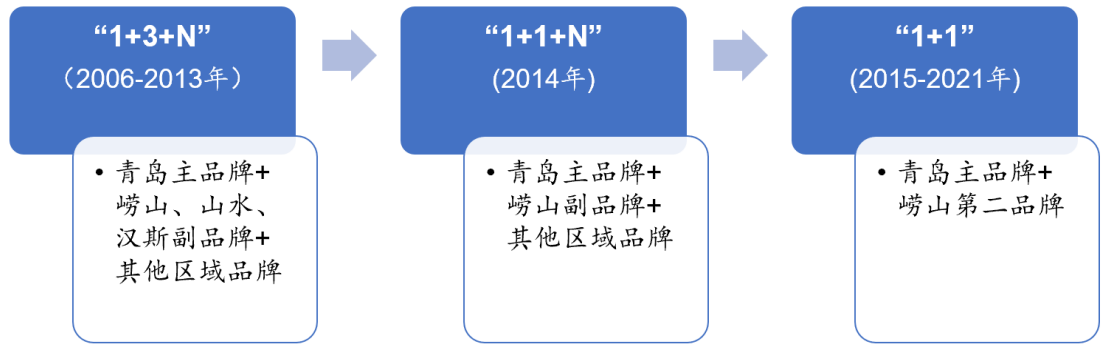 “1+3+N”
（2006-2013年）
• 青岛主品牌+
崂山、山水、
汉斯副品牌+
其他区域品牌
“1+1+N”
(2014年)
• 青岛主品牌+
崂山副品牌+
其他区域品牌
“1+1”
(2015-2021年)
• 青岛主品牌+
崂山第二品牌